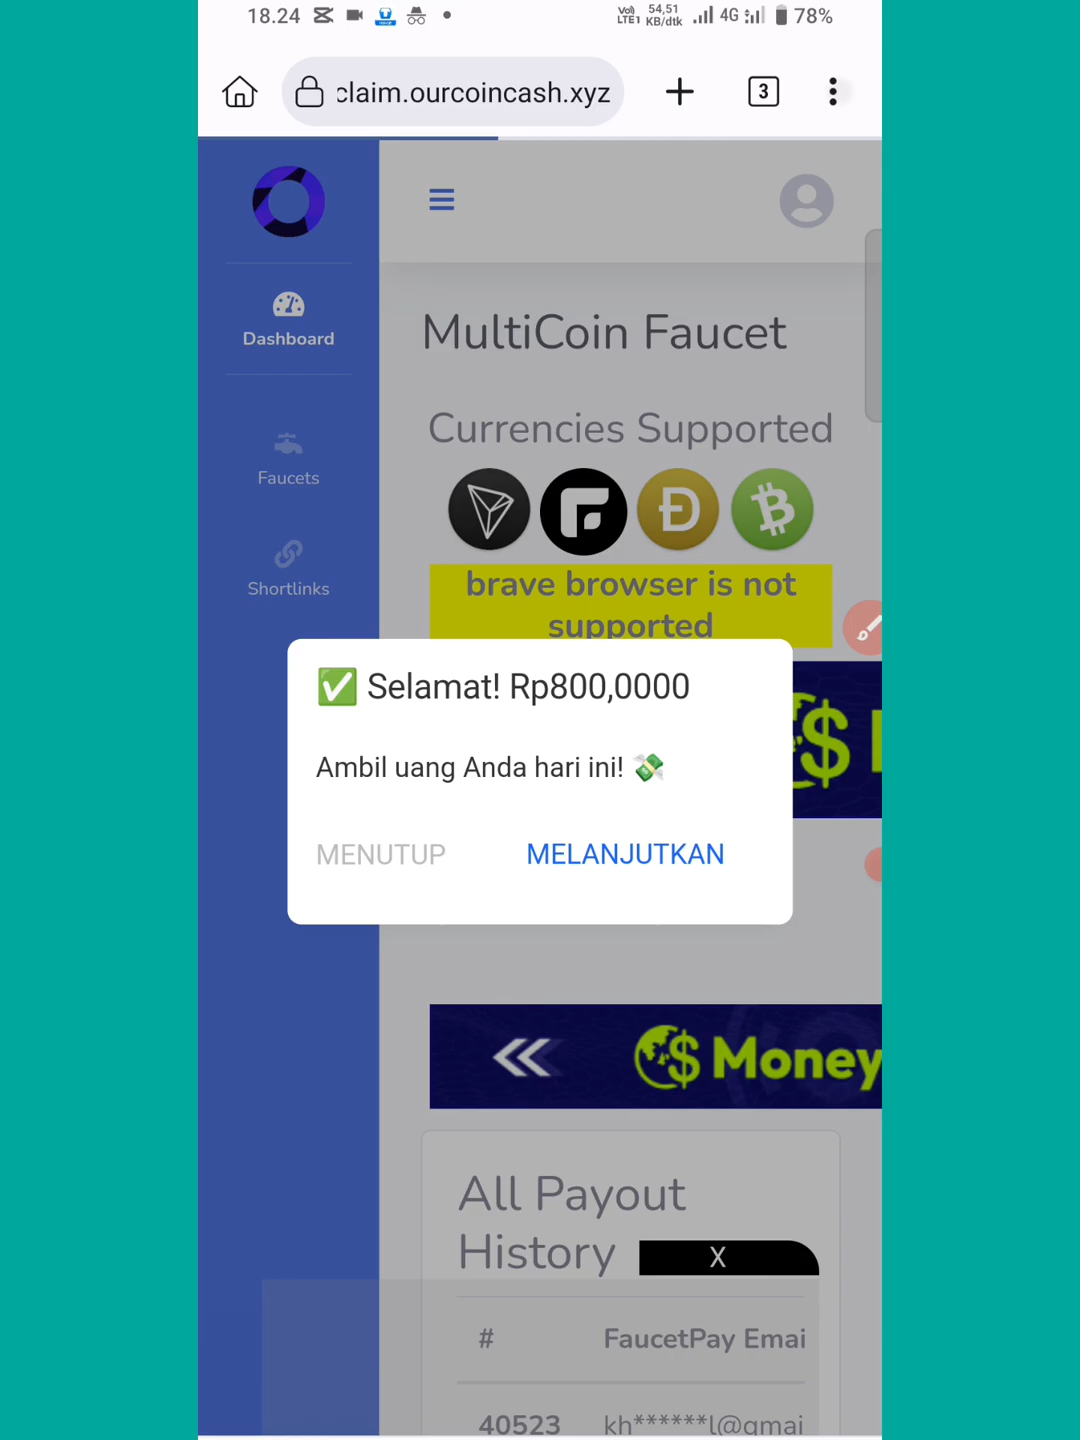 18.24
Vo)) LTE1
54,51 KB/dtk
4G
78%
claim.ourcoincash.xyz
3
Dashboard
Faucets
Shortlinks
MultiCoin Faucet
Currencies Supported
brave browser is not
supported
✅ Selamat! Rp800,0000
Ambil uang Anda hari ini! 💸
MENUTUP
MELANJUTKAN
$
$ Money
All Payout
History
X
# FaucetPay Emai
40523 kh******l@gmai